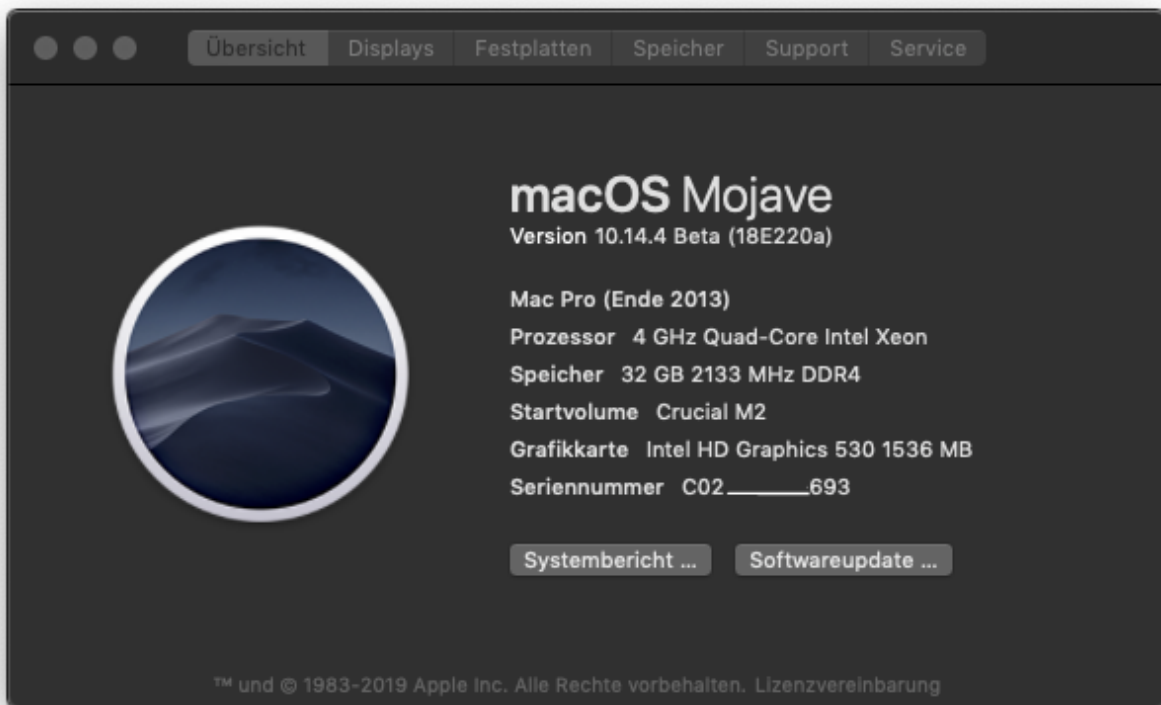 Übersicht Displays Festplatten Speicher Support Service
macOS Mojave
Version 10.14.4 Beta (18E220a)
Mac Pro (Ende 2013)
Prozessor 4 GHz Quad-Core Intel Xeon
Speicher 32 GB 2133 MHz DDR4
Startvolume Crucial M2
Grafikkarte Intel HD Graphics 530 1536 MB
Seriennummer C02 693
Systembericht ... Softwareupdate ...
™ und © 1983-2019 Apple Inc. Alle Rechte vorbehalten. Lizenzvereinbarung